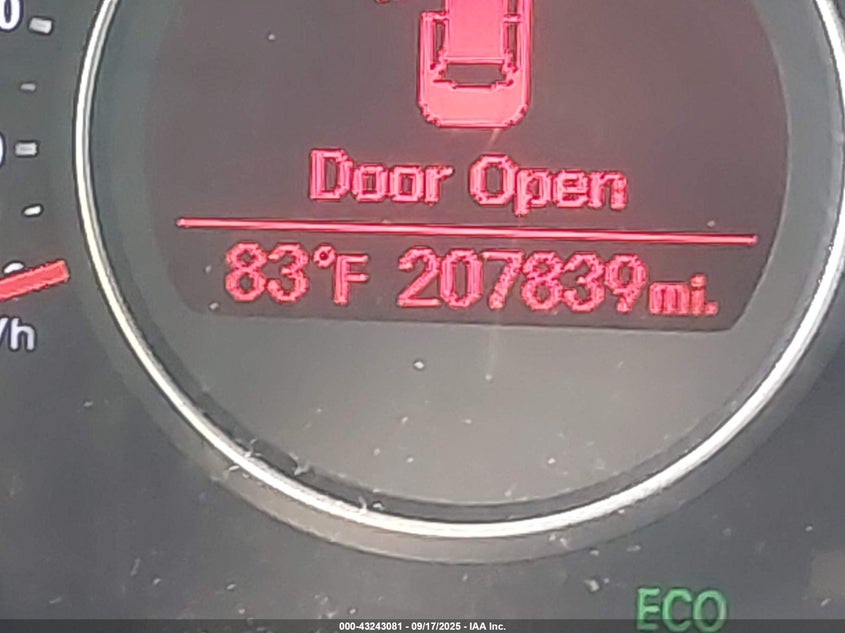 Door Open
83°F 207839mi.
/h
ECO
000-43243081 - 09/17/2025 - IAA Inc.